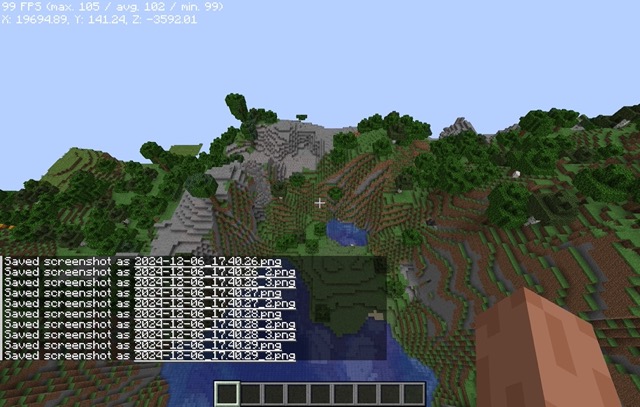 99 FPS (max. 105 / avg. 102 / min. 99)
X: 19694.89, Y: 141.24, Z: -3592.01
Saved screenshot as 2024-12-06_17.40.26.png
Saved screenshot as 2024-12-06_17.40.26_2.png
Saved screenshot as 2024-12-06_17.40.26_3.png
Saved screenshot as 2024-12-06_17.40.27.png
Saved screenshot as 2024-12-06_17.40.27_2.png
Saved screenshot as 2024-12-06_17.40.28.png
Saved screenshot as 2024-12-06_17.40.28_2.png
Saved screenshot as 2024-12-06_17.40.28_3.png
Saved screenshot as 2024-12-06_17.40.29.png
Saved screenshot as 2024-12-06_17.40.29_2.png